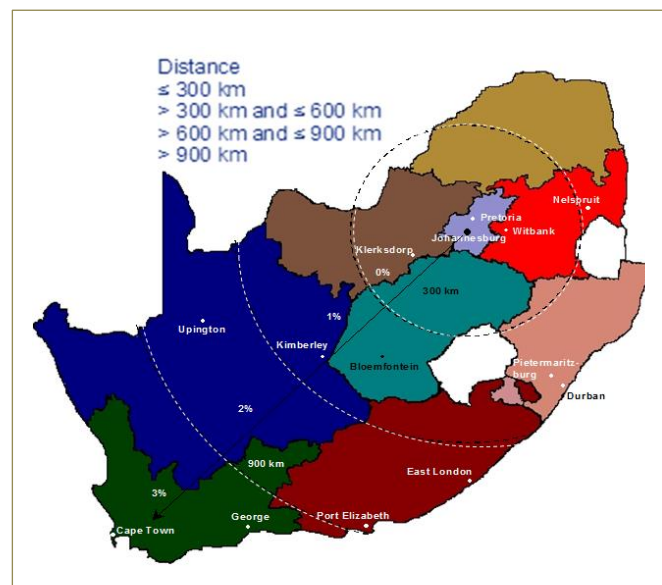 Distance
≤ 300 km
> 300 km and ≤ 600 km
> 600 km and ≤ 900 km
> 900 km
Nelspruit
Pretoria
Witbank
Johannesburg
Klerksdorp
0%
300 km
1%
Upington
Kimberley
Bloemfontein
Pietermaritz-
burg
Durban
2%
900 km
East London
3%
Port Elizabeth
George
Cape Town